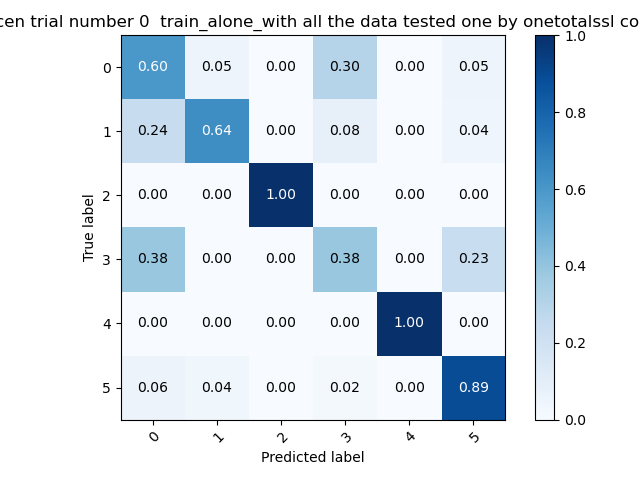 cen trial number 0 train_alone_with all the data tested one by onetotalssl co
1.0
0 0.60 0.05 0.00 0.30 0.00 0.05
0.8
1 0.24 0.64 0.00 0.08 0.00 0.04
2 0.00 0.00 1.00 0.00 0.00 0.00
0.6
True label
3 0.38 0.00 0.00 0.38 0.00 0.23
0.4
4 0.00 0.00 0.00 0.00 1.00 0.00
0.2
5 0.06 0.04 0.00 0.02 0.00 0.89
0.0
0 1 2 3 4 5
Predicted label